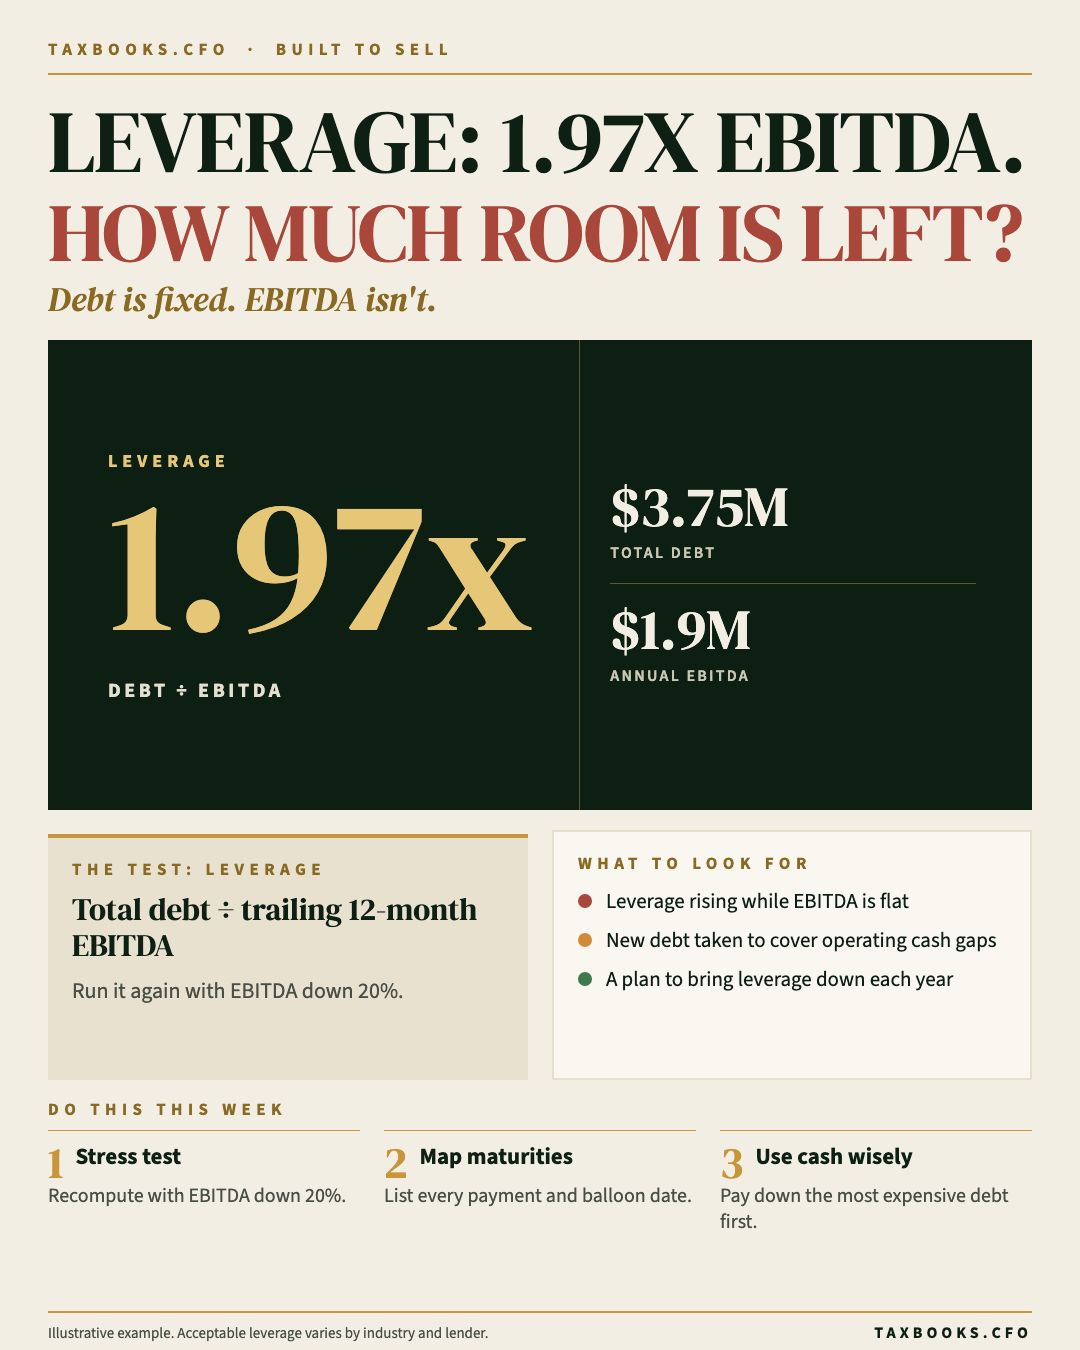 TAXBOOKS.CFO · BUILT TO SELL
LEVERAGE: 1.97X EBITDA.
HOW MUCH ROOM IS LEFT?
Debt is fixed. EBITDA isn't.
LEVERAGE
1.97x
DEBT ÷ EBITDA
$3.75M
TOTAL DEBT
$1.9M
ANNUAL EBITDA
THE TEST: LEVERAGE
Total debt ÷ trailing 12-month
EBITDA
Run it again with EBITDA down 20%.
WHAT TO LOOK FOR
Leverage rising while EBITDA is flat
New debt taken to cover operating cash gaps
A plan to bring leverage down each year
DO THIS THIS WEEK
1 Stress test
Recompute with EBITDA down 20%.
2 Map maturities
List every payment and balloon date.
3 Use cash wisely
Pay down the most expensive debt
first.
Illustrative example. Acceptable leverage varies by industry and lender.
TAXBOOKS.CFO